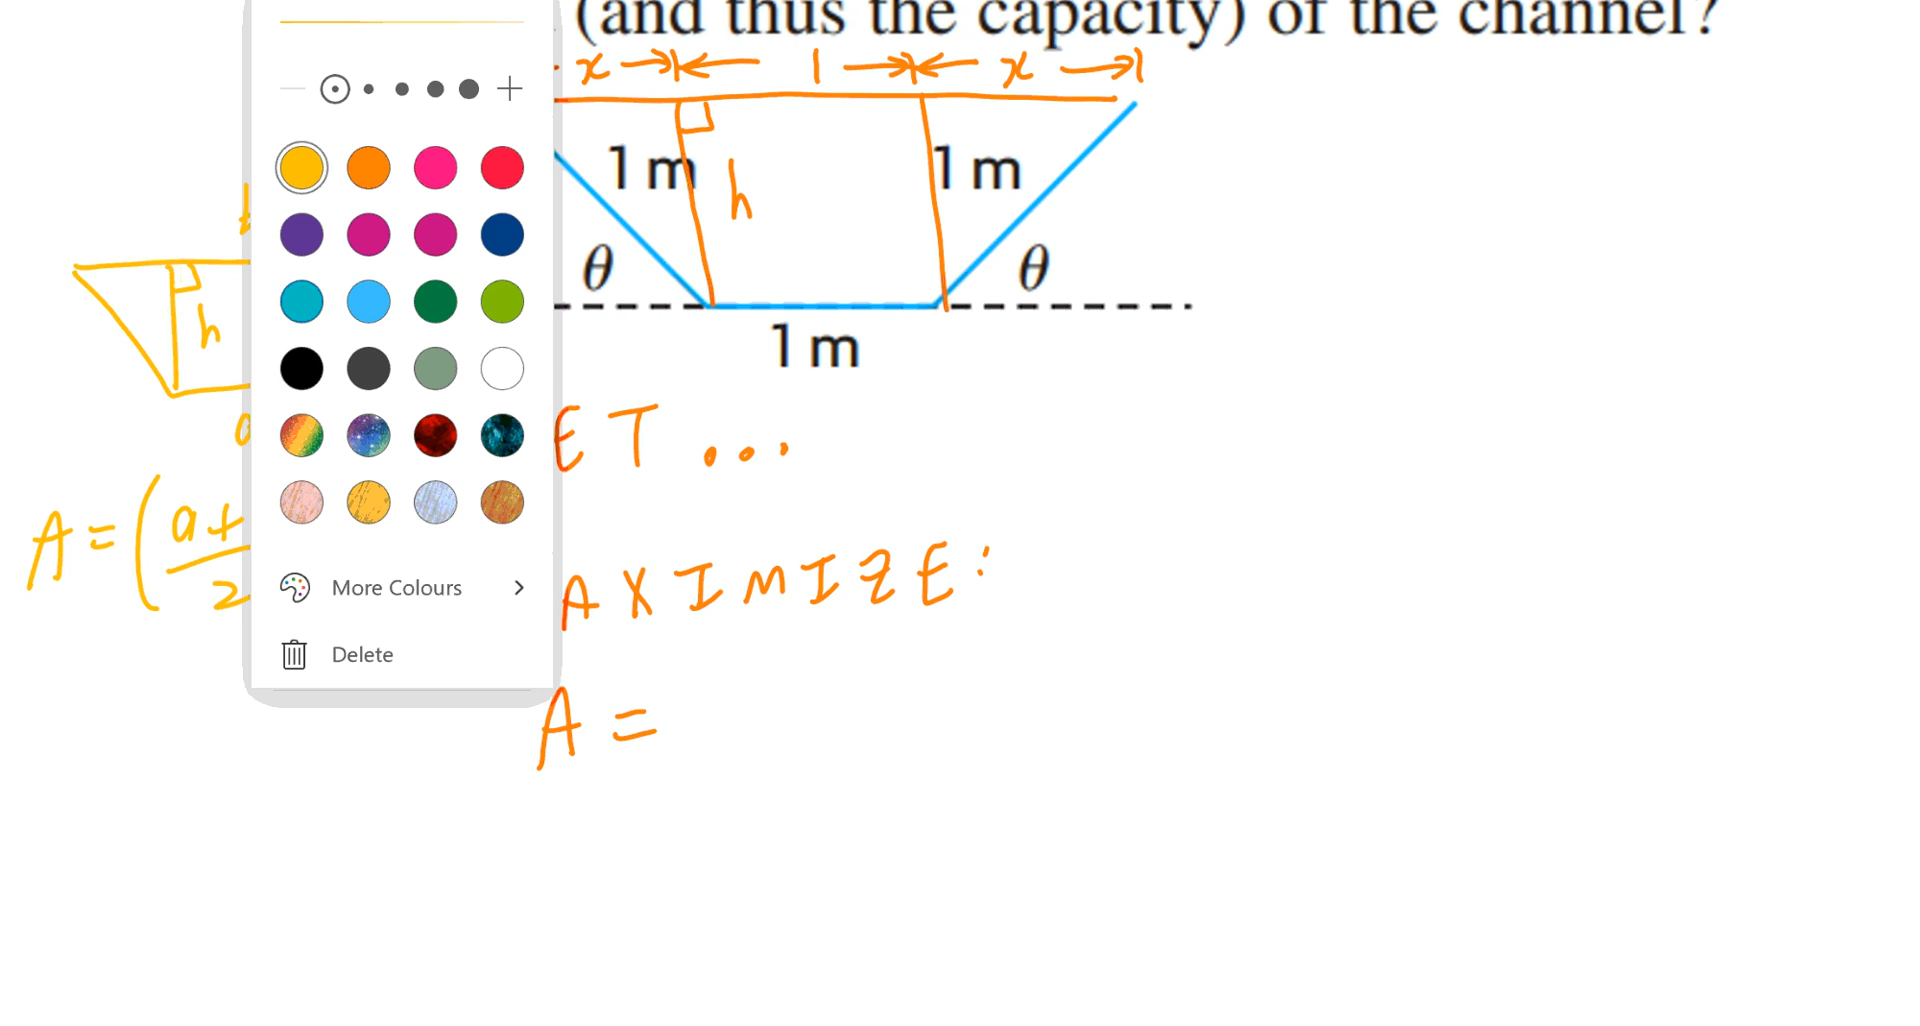 (and thus the capacity) of the channel?
x 1 x
1 m h 1 m
θ θ
h
1 m
ET...
A = (a+
2
AXIMIZE:
More Colours
Delete
A =